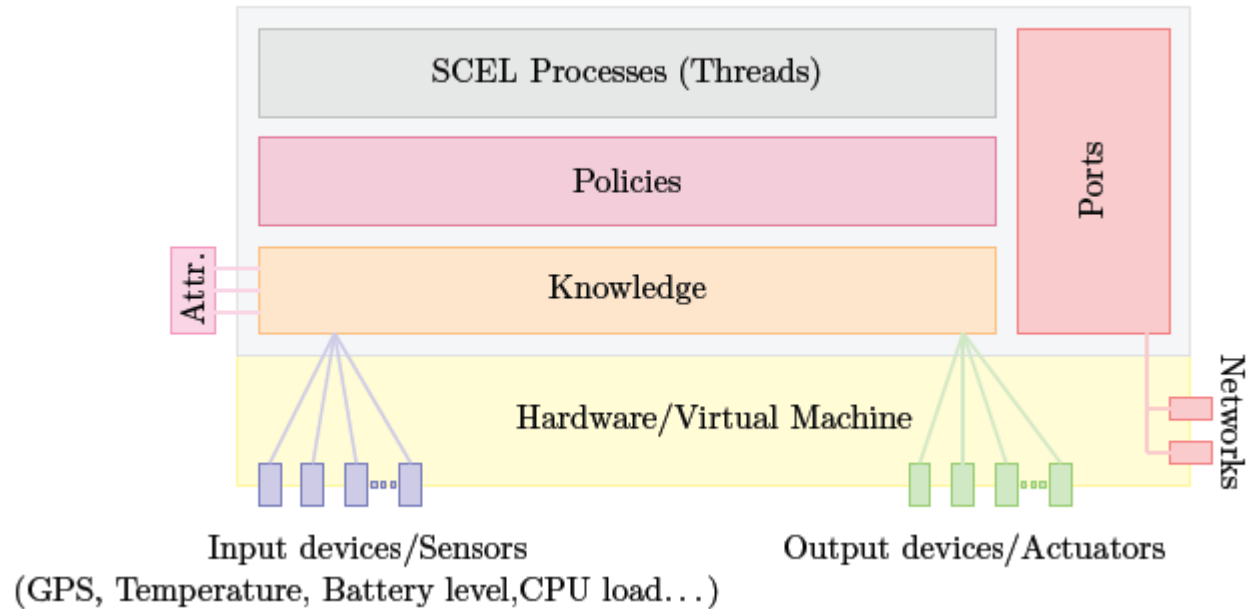 SCEL Processes (Threads)
Policies
Ports
Attr.
Knowledge
Hardware/Virtual Machine
Networks
Input devices/Sensors
(GPS, Temperature, Battery level,CPU load...)
Output devices/Actuators